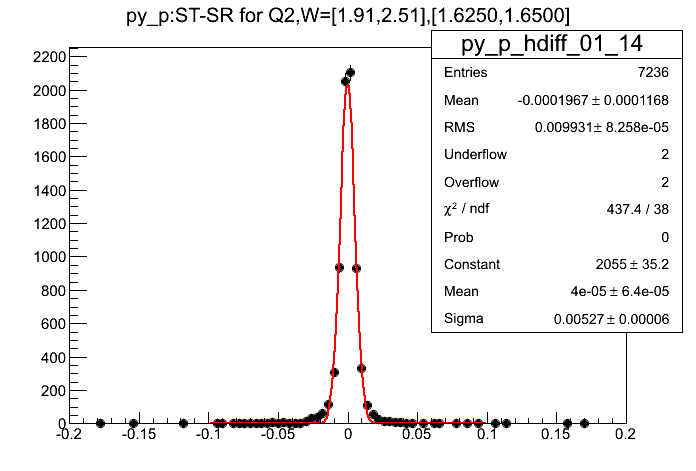 py_p:ST-SR for Q2,W=[1.91,2.51],[1.6250,1.6500]
py_p_hdiff_01_14
Entries 7236
Mean -0.0001967 ± 0.0001168
RMS 0.009931 ± 8.258e-05
Underflow 2
Overflow 2
χ² / ndf 437.4 / 38
Prob 0
Constant 2055 ± 35.2
Mean 4e-05 ± 6.4e-05
Sigma 0.00527 ± 0.00006
2200
2000
1800
1600
1400
1200
1000
800
600
400
200
0
-0.2 -0.15 -0.1 -0.05 0 0.05 0.1 0.15 0.2